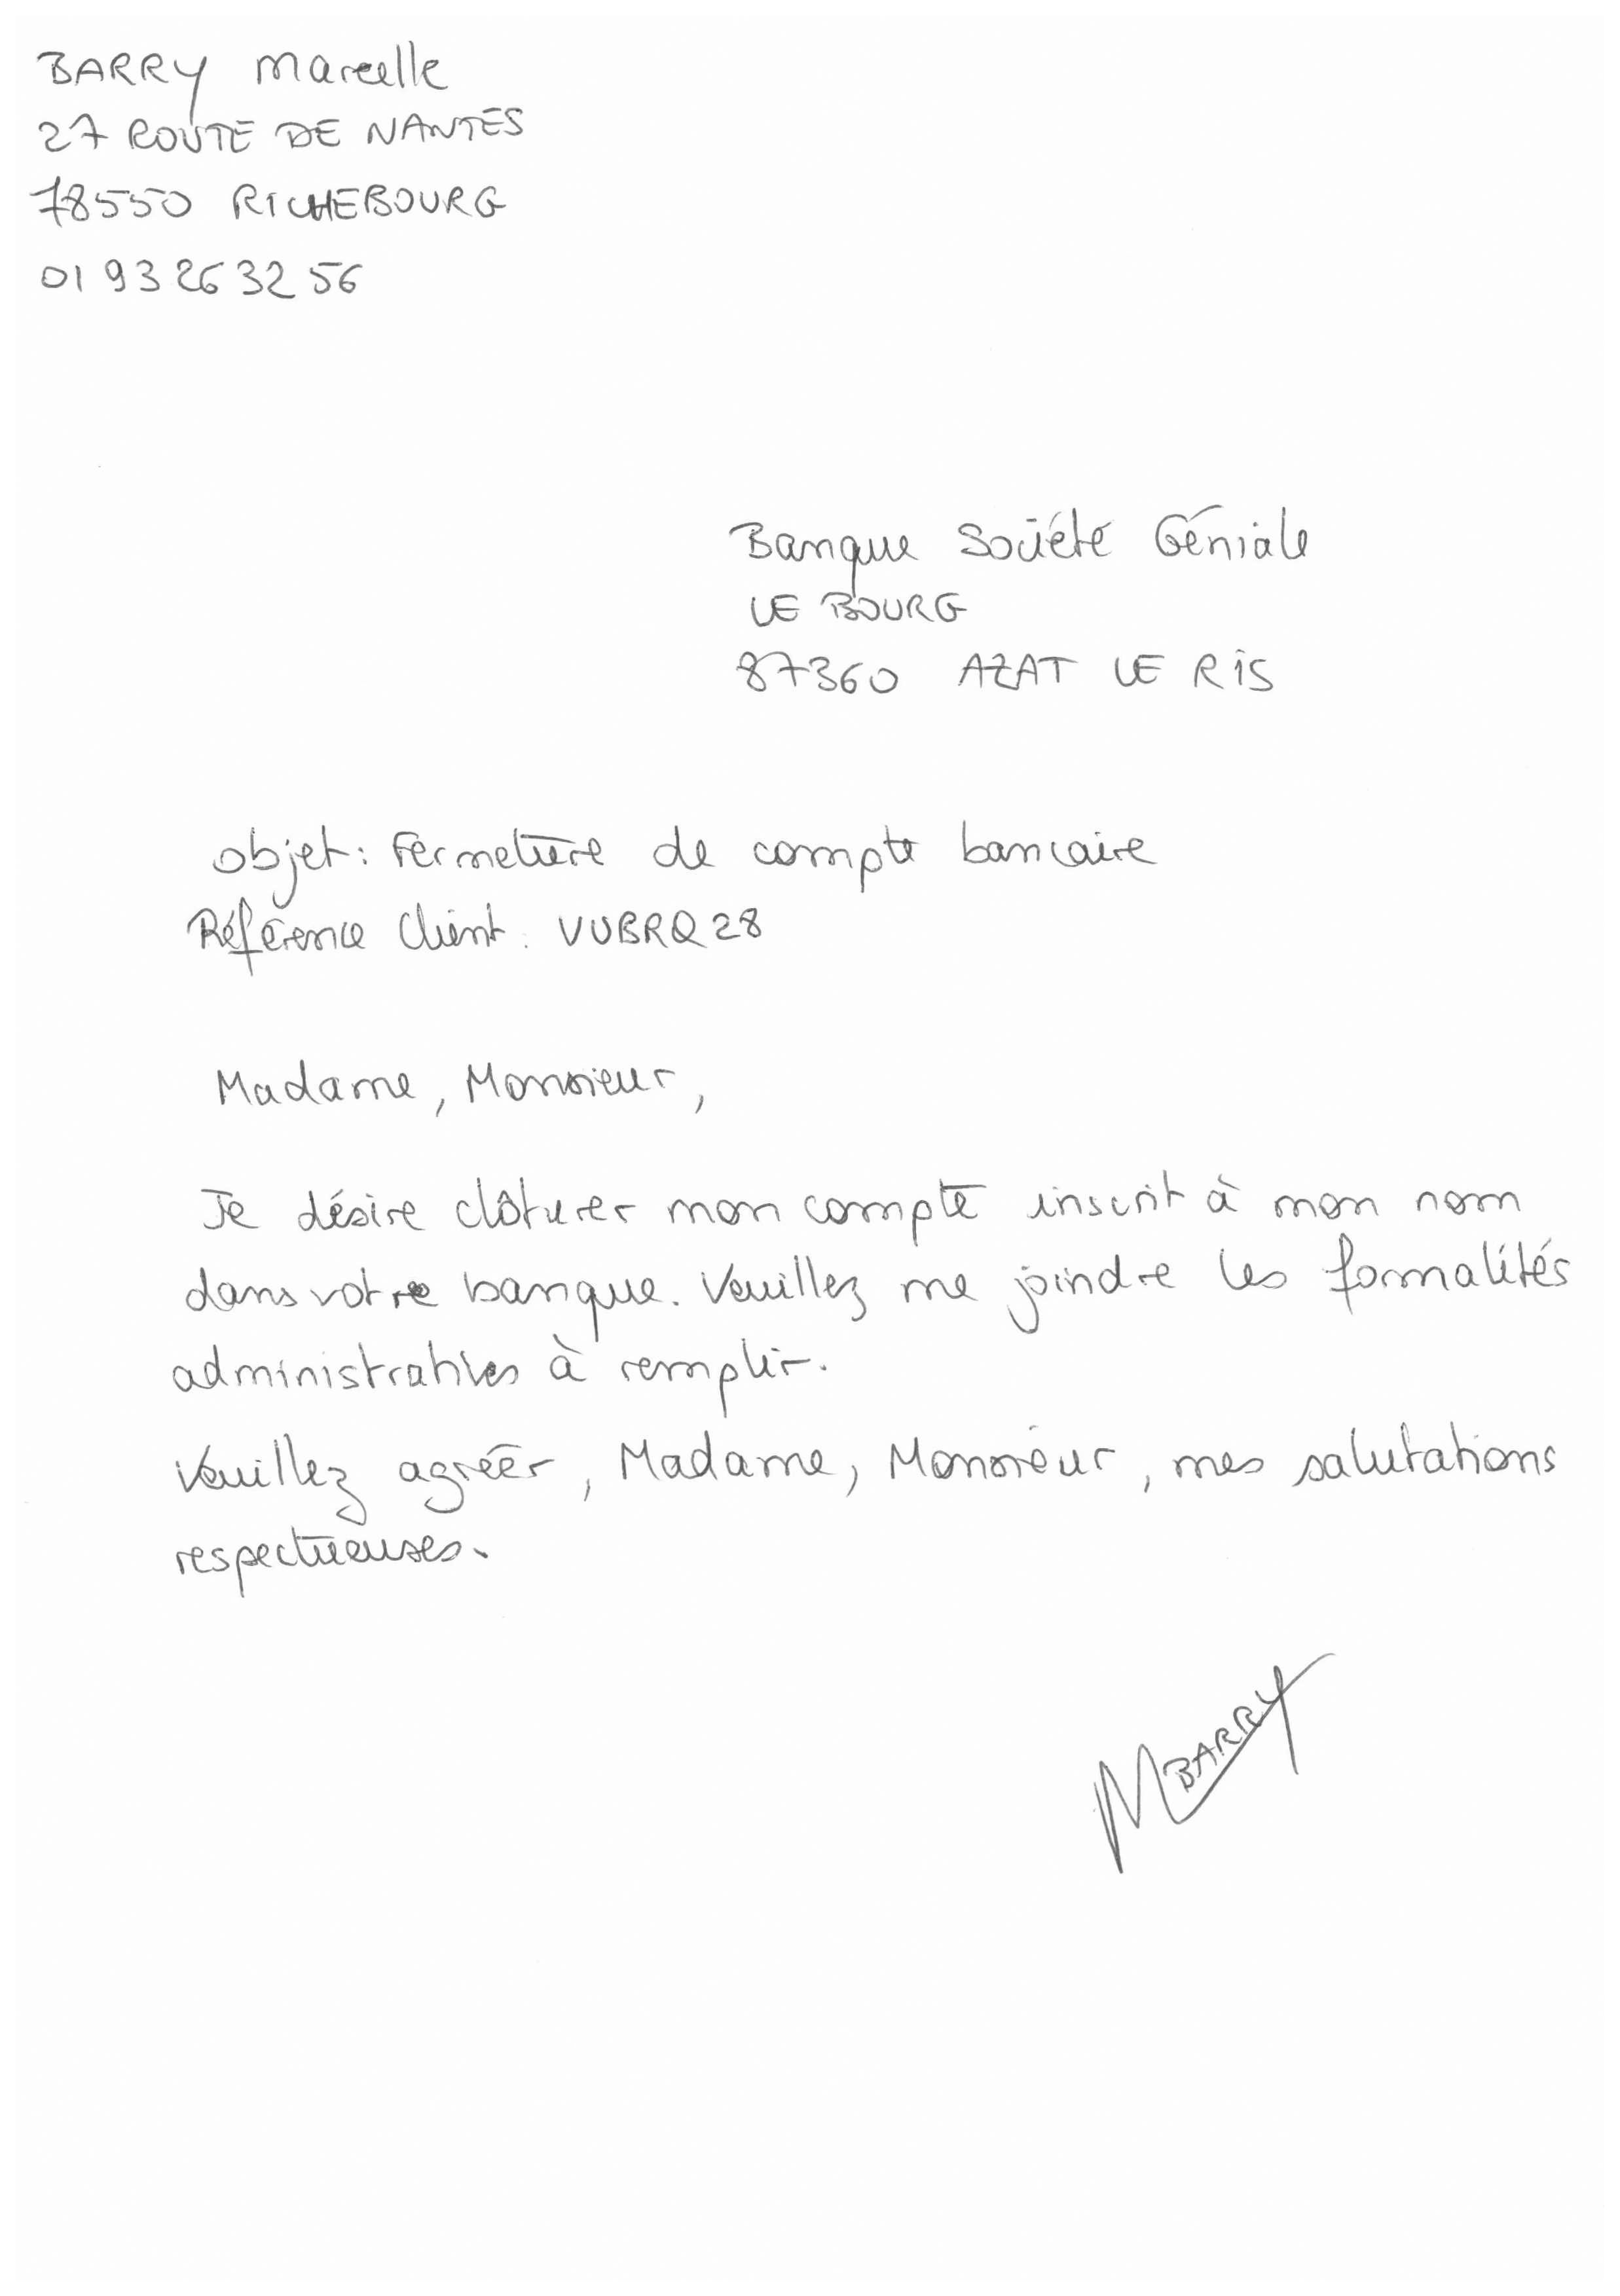 BARRY Marcelle
27 ROUTE DE NANTES
78550 RICHEBOURG
01 93 26 32 56
Banque Société Géniale
LE BOURG
87360 AZAT LE RIS
objet : Fermeture de compte bancaire
Référence Client : VUBRQ28
Madame, Monsieur,
Je désire clôturer mon compte inscrit à mon nom
dans votre banque. Veuillez me joindre les formalités
administratives à remplir.
Veuillez agréer, Madame, Monsieur, mes salutations
respectueuses.
MBARRY